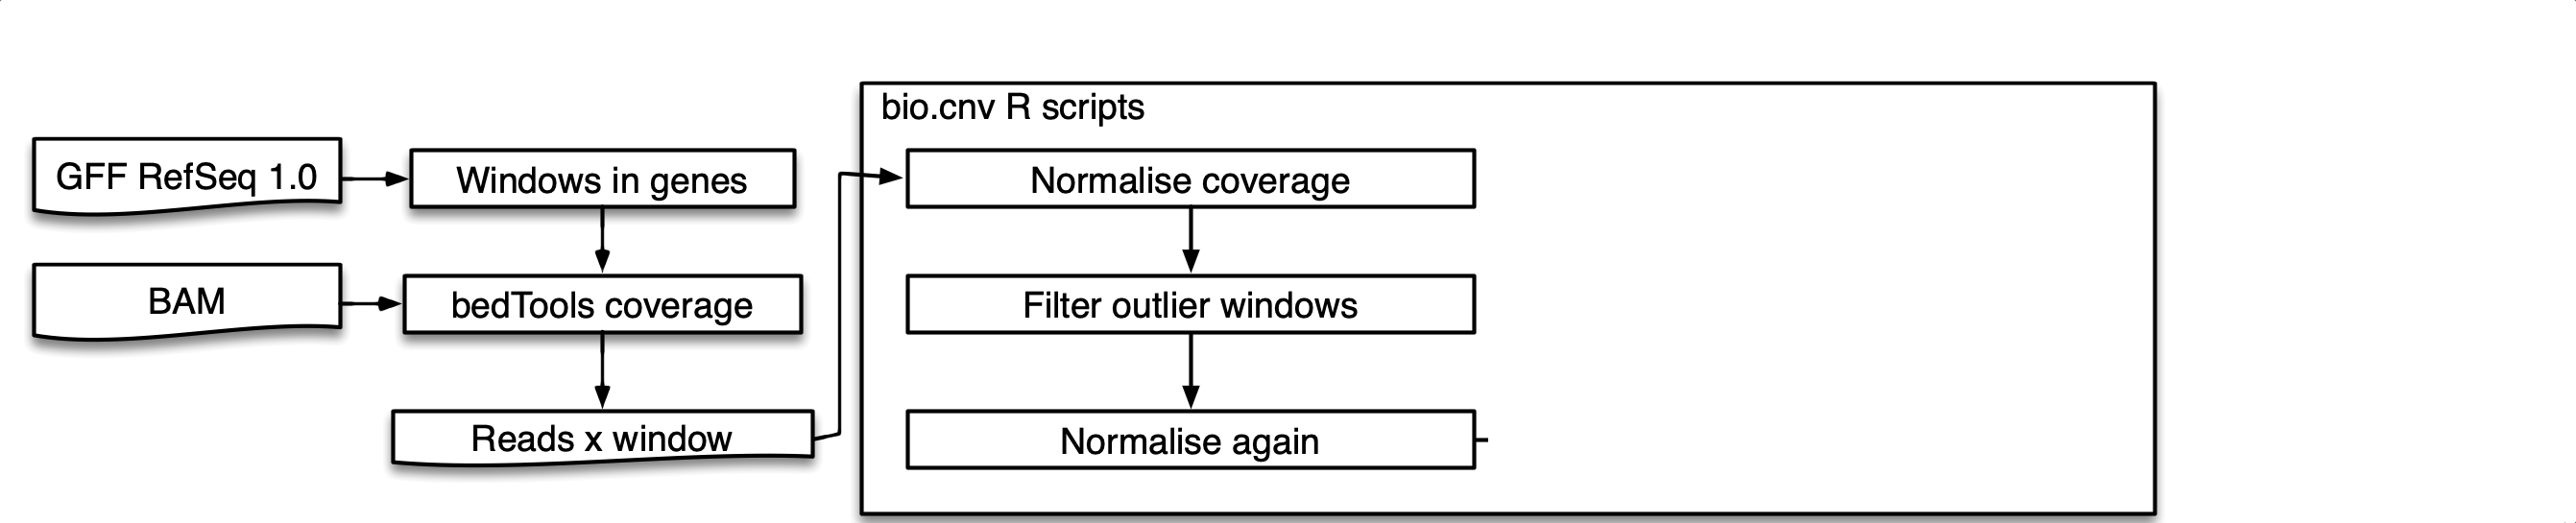 bio.cnv R scripts
GFF RefSeq 1.0
Windows in genes
Normalise coverage
BAM
bedTools coverage
Filter outlier windows
Reads x window
Normalise again